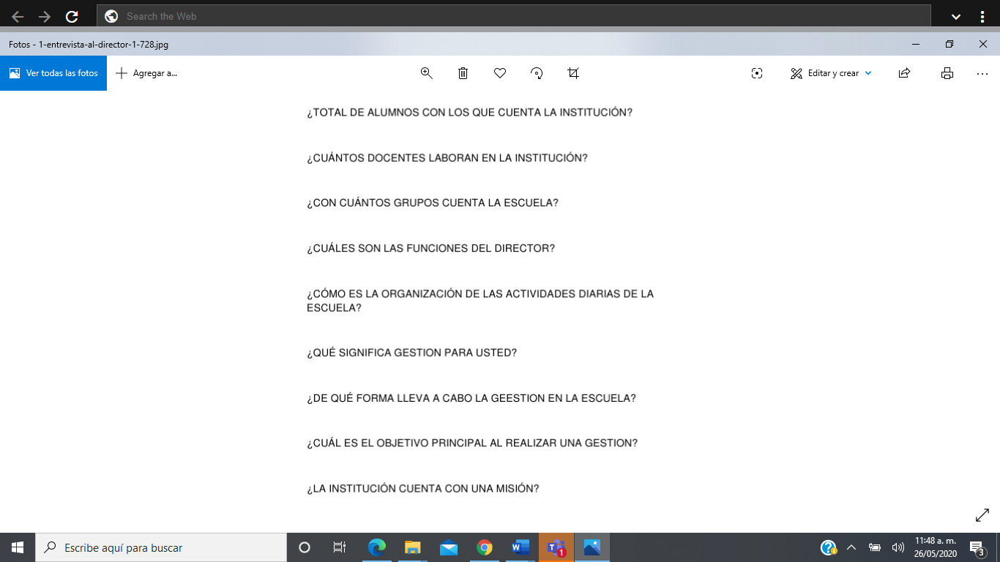 Search the Web
Fotos - 1-entrevista-al-director-1-728.jpg
Ver todas las fotos
Agregar a...
Editar y crear
¿TOTAL DE ALUMNOS CON LOS QUE CUENTA LA INSTITUCIÓN?
¿CUÁNTOS DOCENTES LABORAN EN LA INSTITUCIÓN?
¿CON CUÁNTOS GRUPOS CUENTA LA ESCUELA?
¿CUÁLES SON LAS FUNCIONES DEL DIRECTOR?
¿CÓMO ES LA ORGANIZACIÓN DE LAS ACTIVIDADES DIARIAS DE LA
ESCUELA?
¿QUÉ SIGNIFICA GESTION PARA USTED?
¿DE QUÉ FORMA LLEVA A CABO LA GEESTION EN LA ESCUELA?
¿CUÁL ES EL OBJETIVO PRINCIPAL AL REALIZAR UNA GESTION?
¿LA INSTITUCIÓN CUENTA CON UNA MISIÓN?
Escribe aquí para buscar
11:48 a. m.
26/05/2020